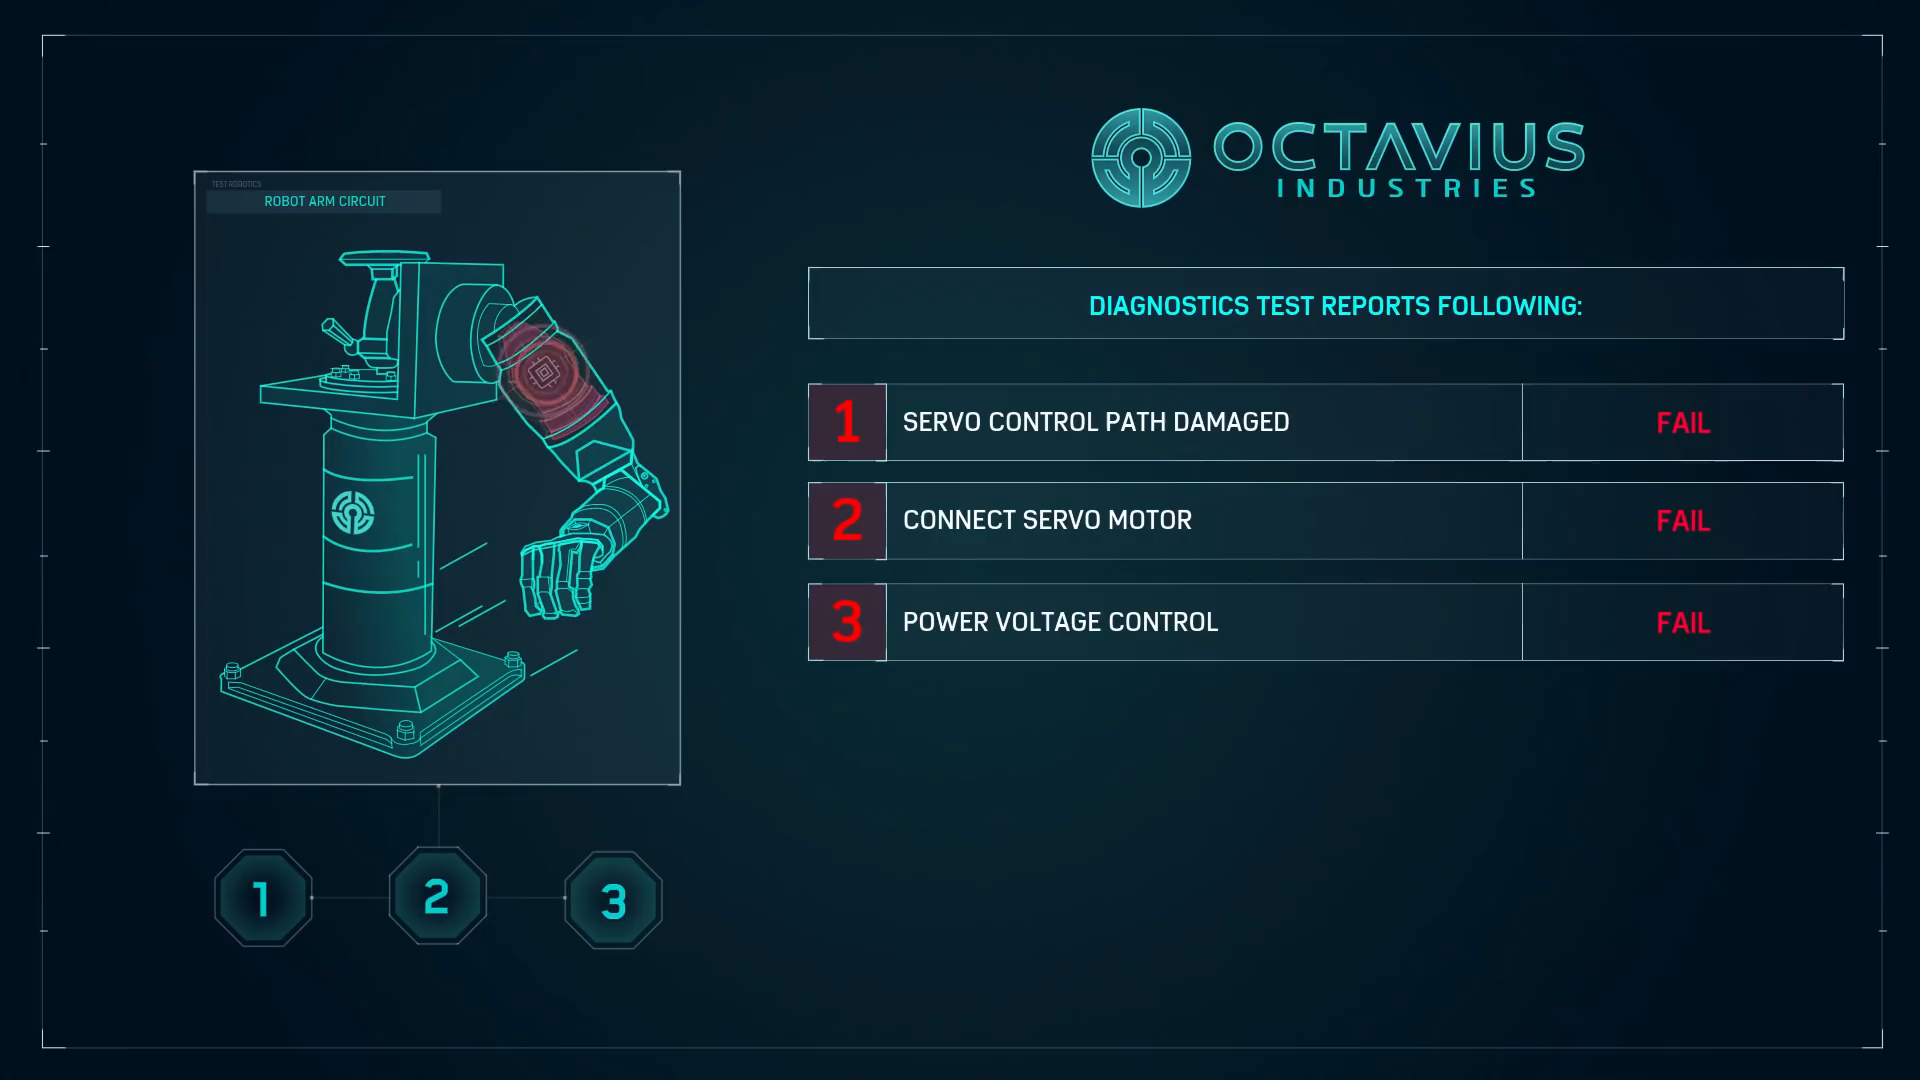 OCTAVIUS
INDUSTRIES
TEST ROBOTICS
ROBOT ARM CIRCUIT
DIAGNOSTICS TEST REPORTS FOLLOWING:
1 SERVO CONTROL PATH DAMAGED FAIL
2 CONNECT SERVO MOTOR FAIL
3 POWER VOLTAGE CONTROL FAIL
1 2 3